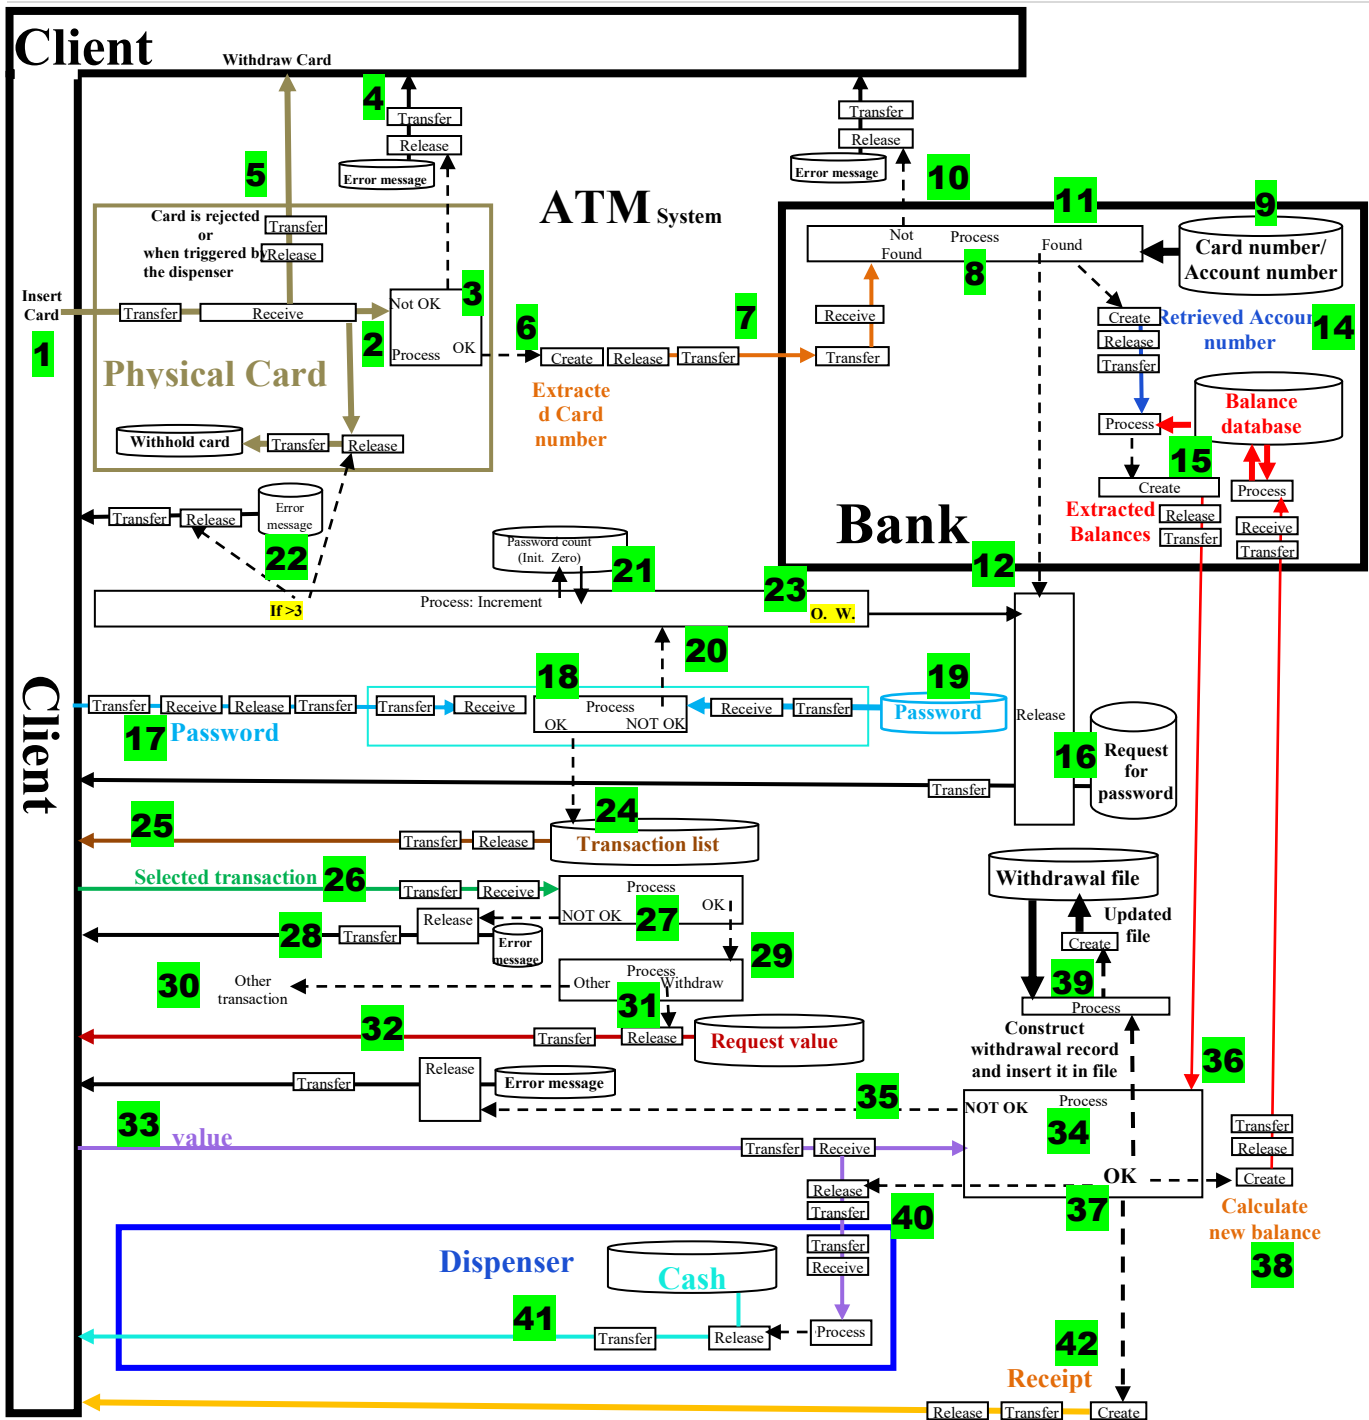 Client
Withdraw Card
4
Transfer
Release
Error message
Transfer
Release
Error message
5
10
11
9
ATM System
Card is rejected
or
when triggered by
the dispenser
Transfer
Release
Not
Found
Process
Found
8
Card number/
Account number
Insert
Card
1
Transfer
Receive
2
3
Not OK
Process
OK
6
7
Create
Release
Transfer
Extracte
d Card
number
Receive
Transfer
Create
Release
Transfer
Retrieved Accour
number
14
Physical Card
Withhold card
Transfer
Release
Process
Balance
database
15
Create
Process
Extracted
Balances
Release
Transfer
Receive
Transfer
Bank
12
Transfer
Release
Error
message
22
Password count
(Init. Zero)
21
23
If >3
Process: Increment
O. W.
20
Client
18
19
Transfer
Receive
Release
Transfer
Transfer
Receive
Process
OK
NOT OK
Receive
Transfer
Password
17
Password
Release
16
Request
for
password
Transfer
24
25
Transfer
Release
Transaction list
Selected transaction
26
Transfer
Receive
Process
OK
NOT OK
27
Withdrawal file
Updated
file
Create
28
Transfer
Release
Error
message
29
30
Other
transaction
Process
Other
Withdraw
31
39
Process
32
Transfer
Release
Request value
Construct
withdrawal record
and insert it in file
Transfer
Release
Error message
35
36
NOT OK
Process
34
OK
33
value
Transfer
Receive
Release
Transfer
37
Transfer
Release
Create
Calculate
new balance
38
40
Dispenser
Cash
Transfer
Receive
41
Transfer
Release
Process
42
Receipt
Release
Transfer
Create